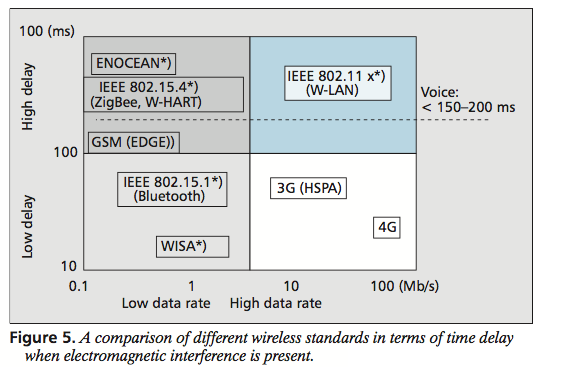 100 (ms)
ENOCEAN*)
IEEE 802.15.4*)
(ZigBee, W-HART)
IEEE 802.11 x*)
(W-LAN)
Voice:
< 150–200 ms
High delay
GSM (EDGE))
100
IEEE 802.15.1*)
(Bluetooth)
3G (HSPA)
4G
Low delay
WISA*)
10
0.1 1 10 100 (Mb/s)
Low data rate High data rate
Figure 5. A comparison of different wireless standards in terms of time delay
when electromagnetic interference is present.